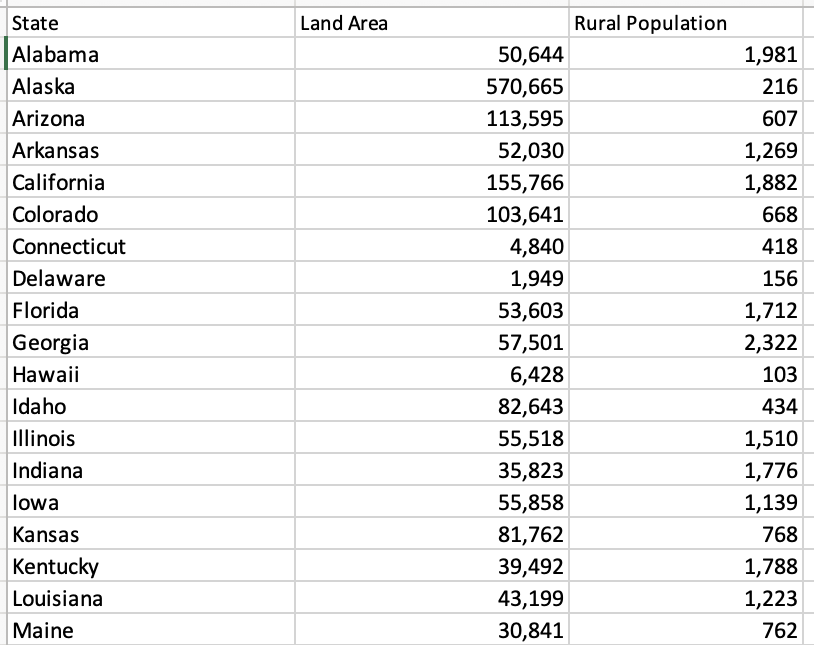 State Land Area Rural Population
Alabama 50,644 1,981
Alaska 570,665 216
Arizona 113,595 607
Arkansas 52,030 1,269
California 155,766 1,882
Colorado 103,641 668
Connecticut 4,840 418
Delaware 1,949 156
Florida 53,603 1,712
Georgia 57,501 2,322
Hawaii 6,428 103
Idaho 82,643 434
Illinois 55,518 1,510
Indiana 35,823 1,776
Iowa 55,858 1,139
Kansas 81,762 768
Kentucky 39,492 1,788
Louisiana 43,199 1,223
Maine 30,841 762